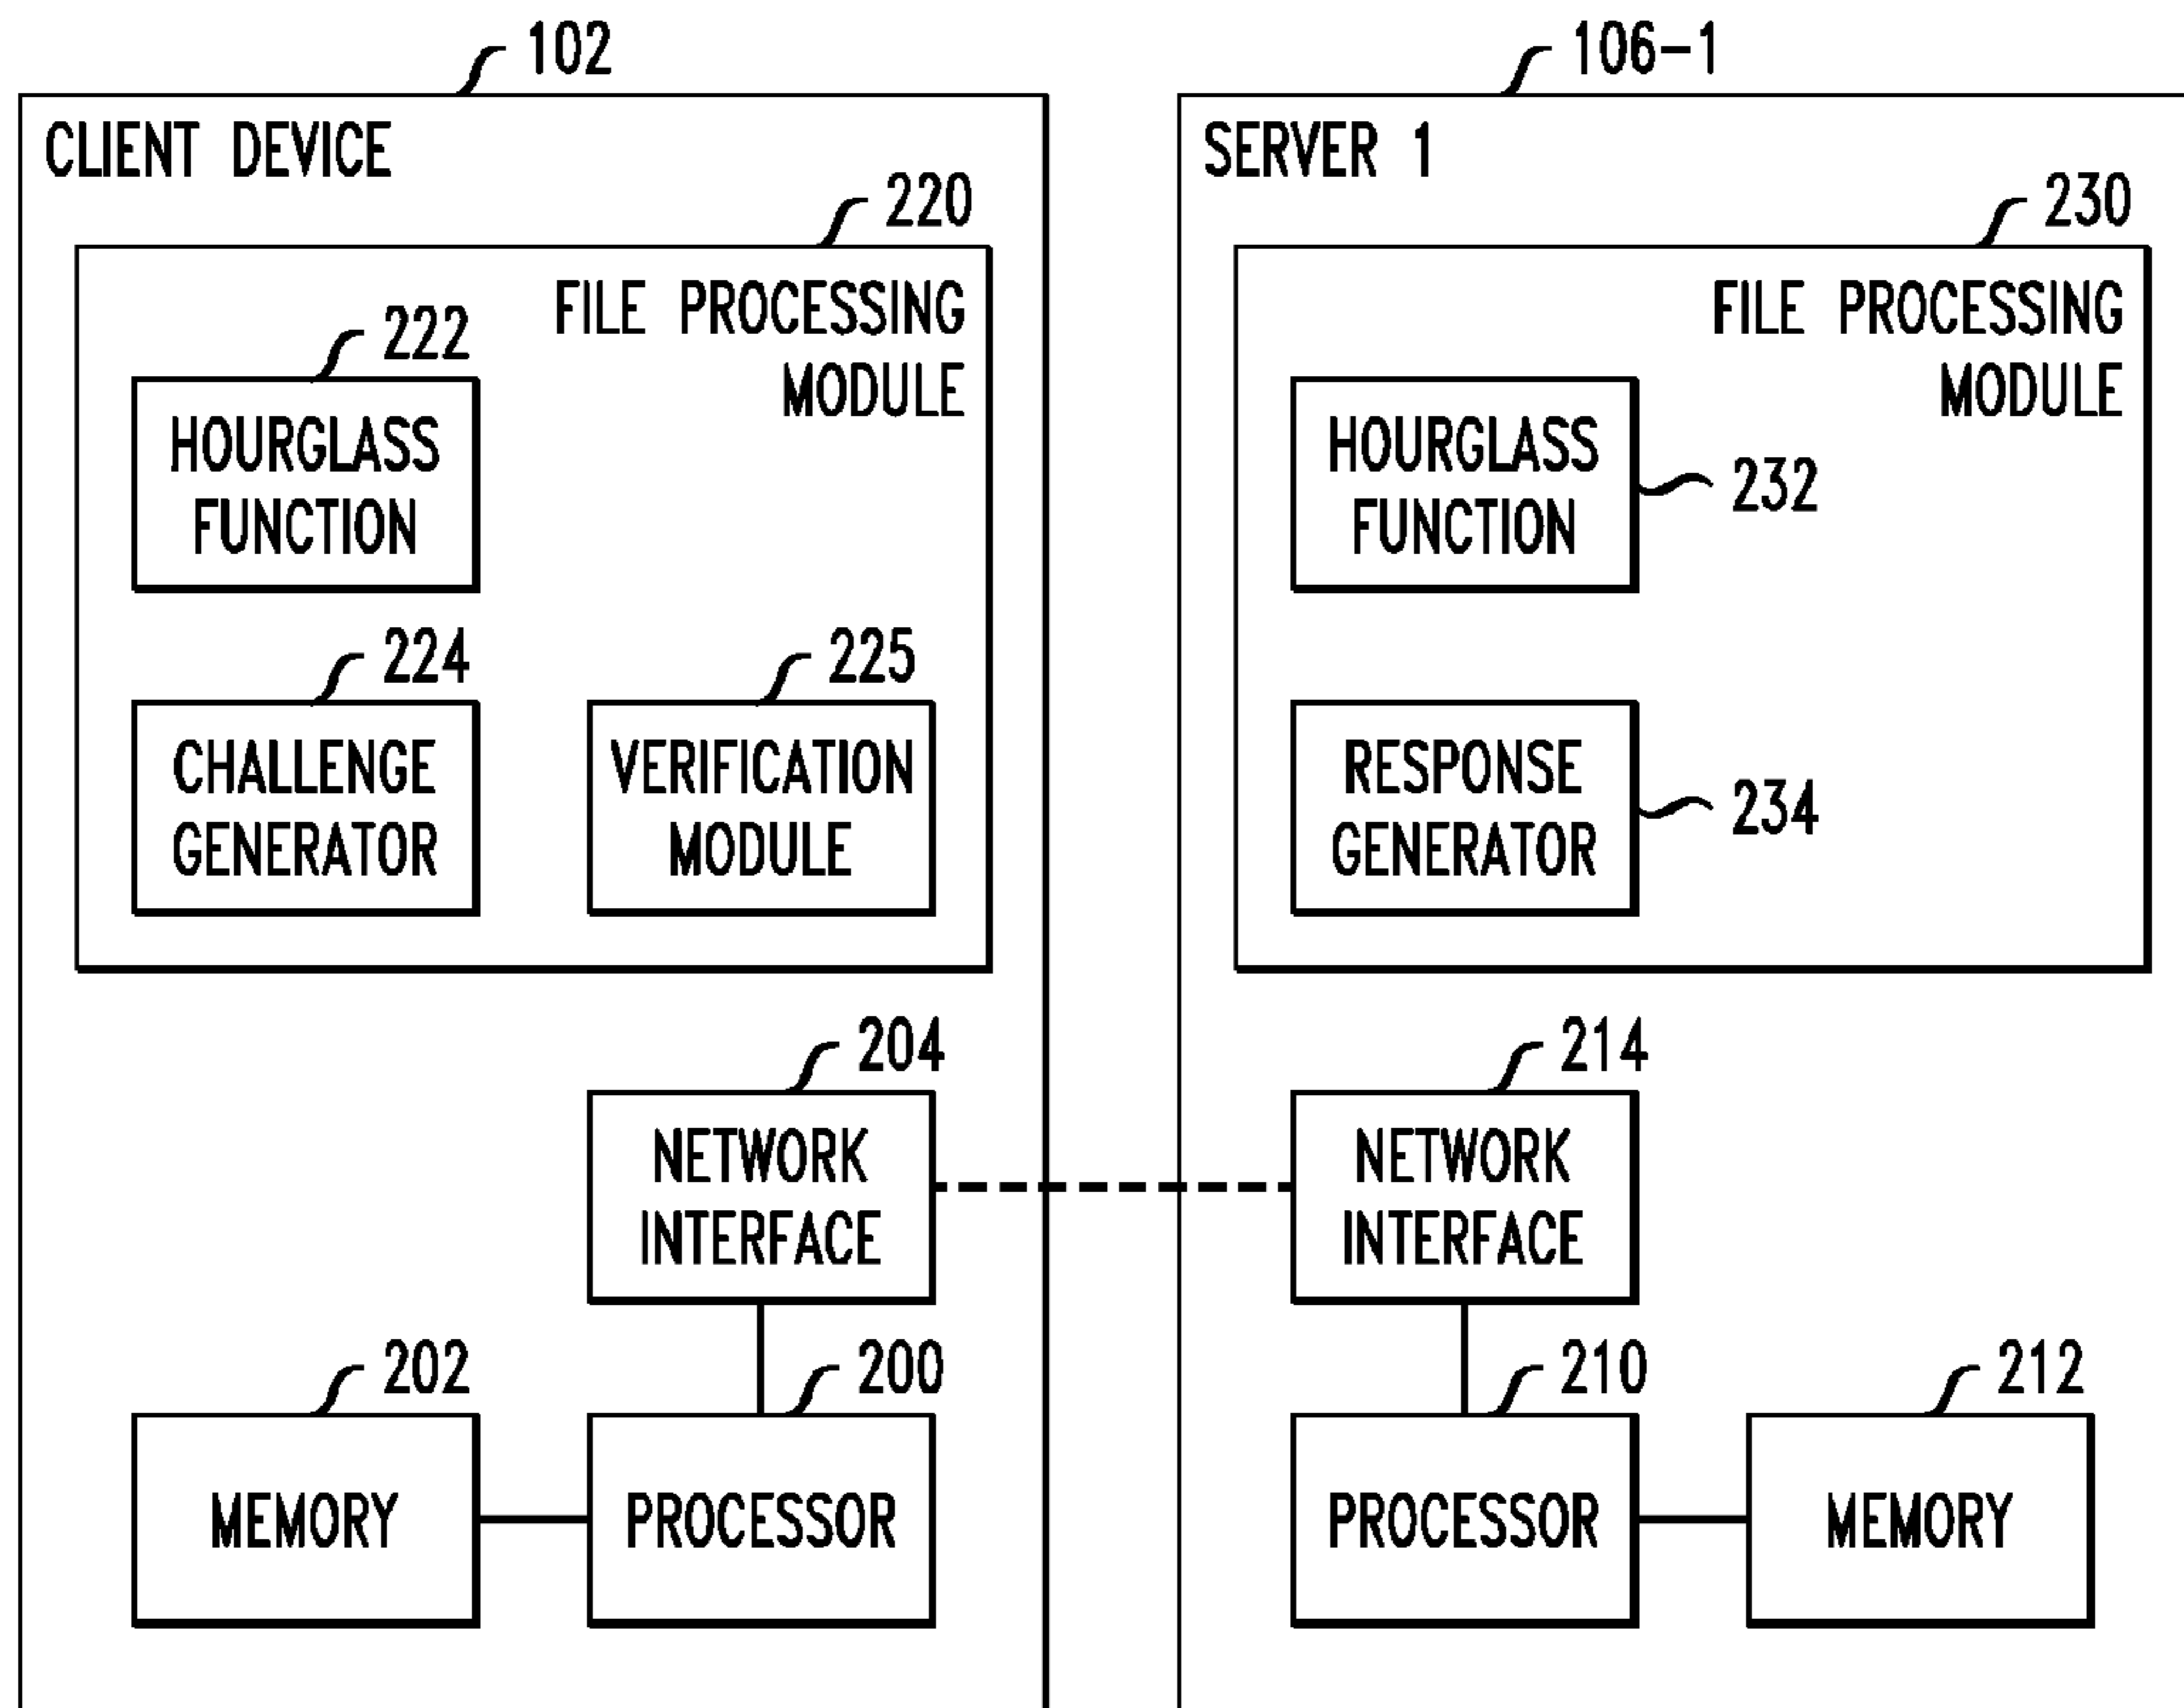 102
CLIENT DEVICE
220
FILE PROCESSING
MODULE
222
HOURGLASS
FUNCTION
224
CHALLENGE
GENERATOR
225
VERIFICATION
MODULE
204
NETWORK
INTERFACE
202
MEMORY
200
PROCESSOR
106-1
SERVER 1
230
FILE PROCESSING
MODULE
HOURGLASS
FUNCTION
232
RESPONSE
GENERATOR
234
214
NETWORK
INTERFACE
210
PROCESSOR
212
MEMORY